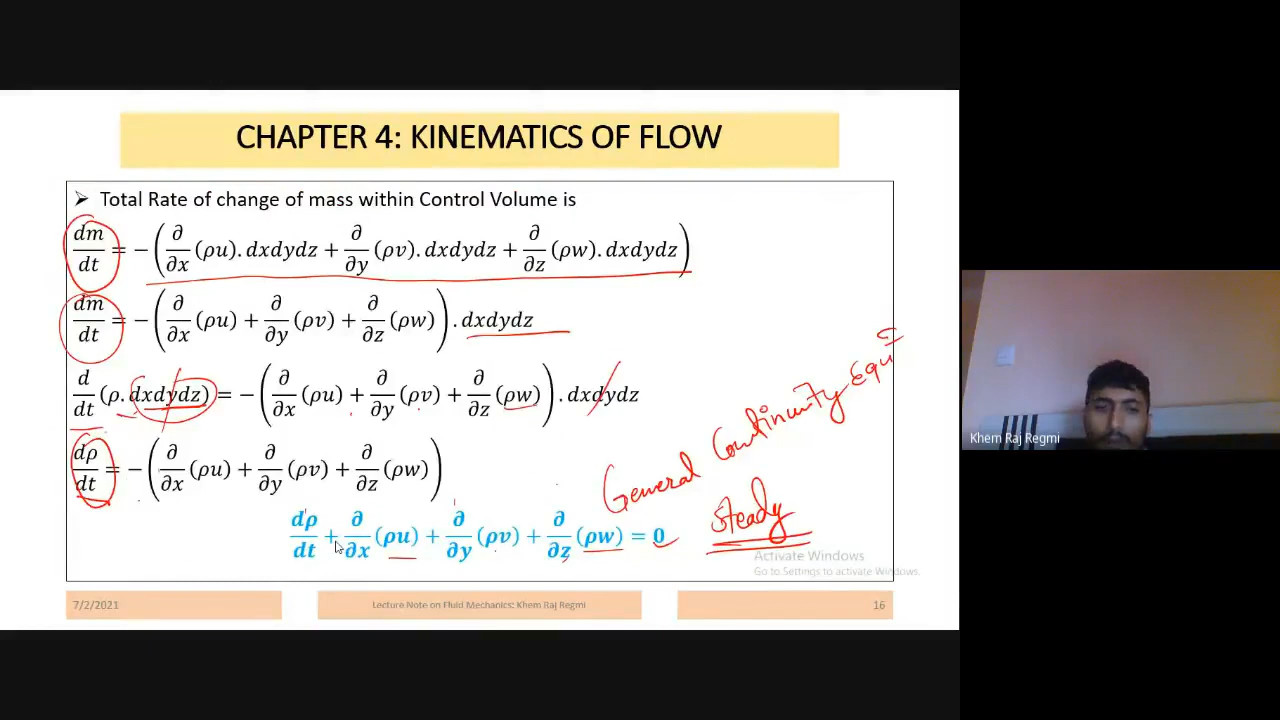 CHAPTER 4: KINEMATICS OF FLOW
➢ Total Rate of change of mass within Control Volume is
dm/dt = −(∂/∂x (ρu). dxdydz + ∂/∂y (ρv). dxdydz + ∂/∂z (ρw). dxdydz)
dm/dt = −(∂/∂x (ρu) + ∂/∂y (ρv) + ∂/∂z (ρw)). dxdydz
d/dt (ρ. dxdydz) = −(∂/∂x (ρu) + ∂/∂y (ρv) + ∂/∂z (ρw)). dxdydz
dρ/dt = −(∂/∂x (ρu) + ∂/∂y (ρv) + ∂/∂z (ρw))
General Continuity Equ
dρ/dt + ∂/∂x (ρu) + ∂/∂y (ρv) + ∂/∂z (ρw) = 0
steady
Activate Windows
Go to Settings to activate Windows.
7/2/2021
Lecture Note on Fluid Mechanics: Khem Raj Regmi
16
Khem Raj Regmi